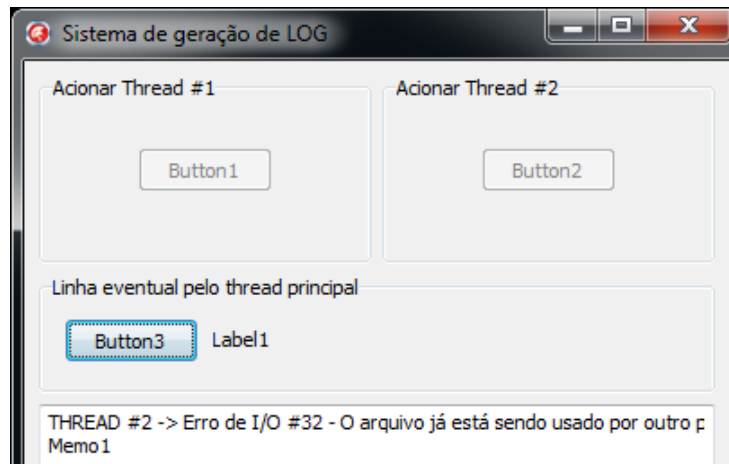 Sistema de geração de LOG
Acionar Thread #1
Acionar Thread #2
Button1
Button2
Linha eventual pelo thread principal
Button3
Label1
THREAD #2 -> Erro de I/O #32 - O arquivo já está sendo usado por outro p
Memo1